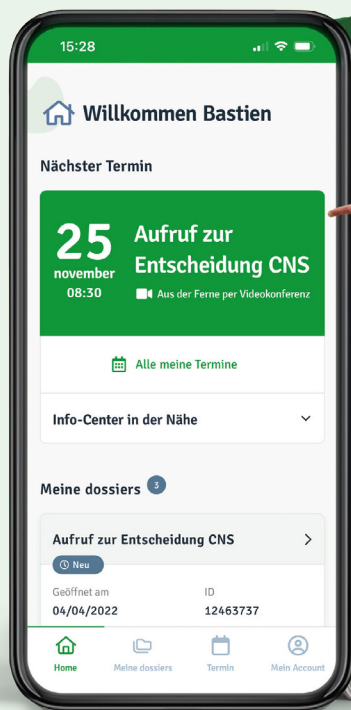 15:28
Willkommen Bastien
Nächster Termin
25
november
08:30
Aufruf zur
Entscheidung CNS
Aus der Ferne per Videokonferenz
Alle meine Termine
Info-Center in der Nähe
Meine dossiers 3
Aufruf zur Entscheidung CNS
Neu
Geöffnet am
ID
04/04/2022
12463737
Home
Meine dossiers
Termin
Mein Account